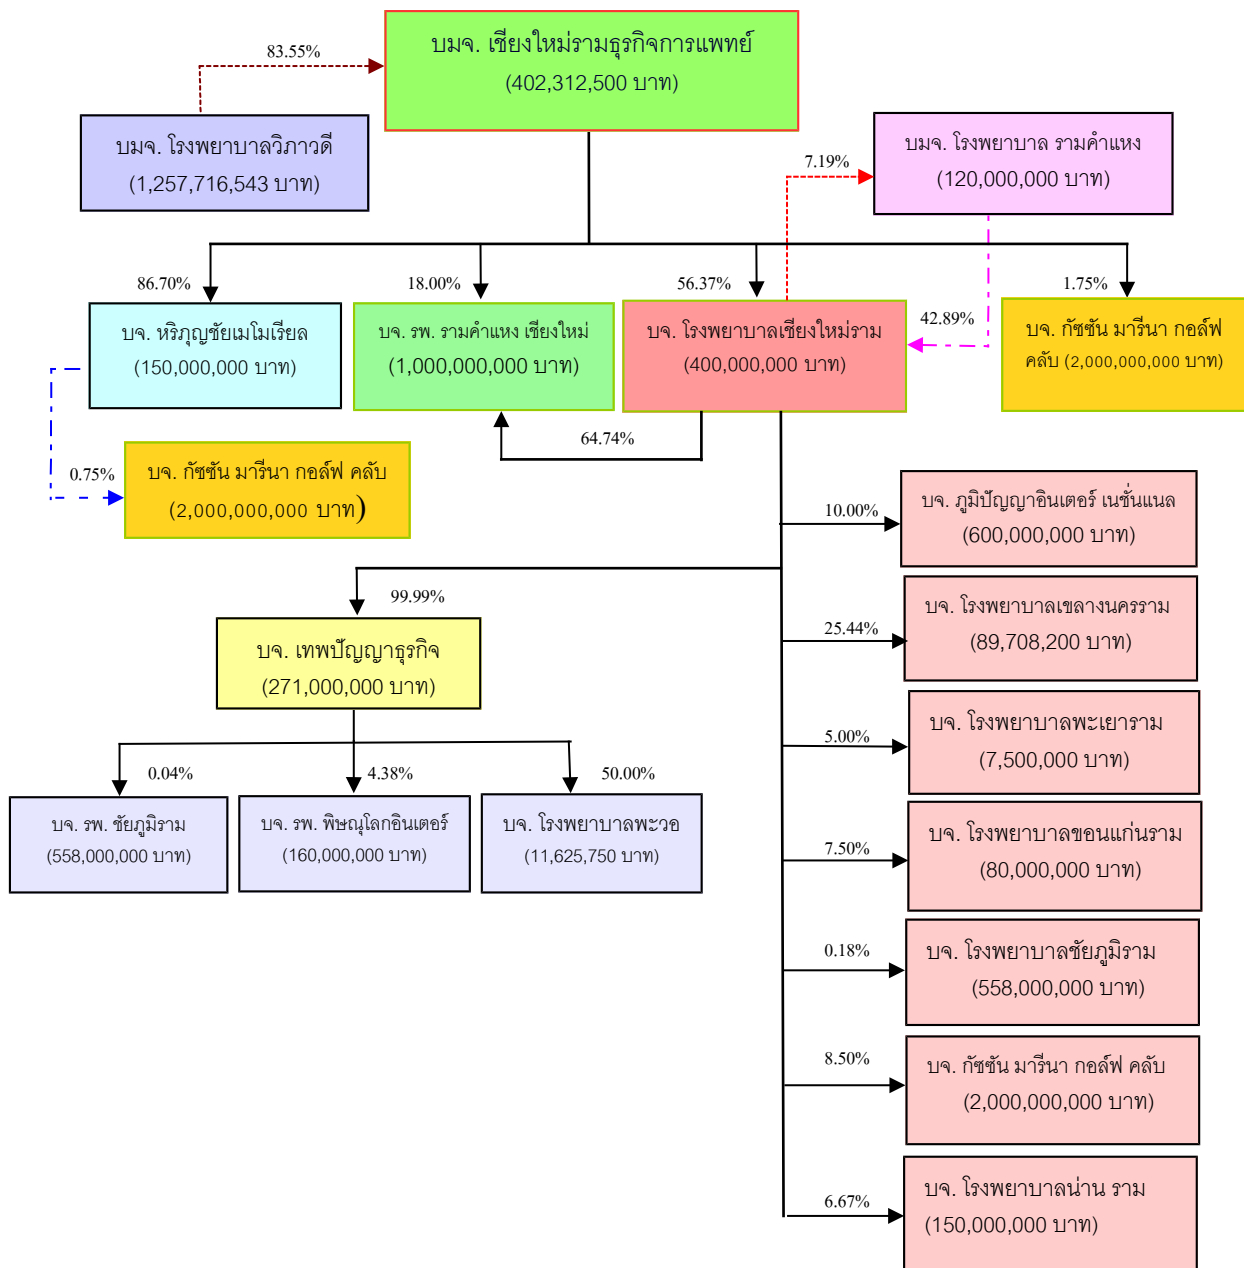 บมจ. เชียงใหม่รามธุรกิจการแพทย์
(402,312,500 บาท)
83.55%
บมจ. โรงพยาบาลวิภาวดี
(1,257,716,543 บาท)
บมจ. โรงพยาบาล รามคำแหง
(120,000,000 บาท)
7.19%
86.70%
18.00%
56.37%
1.75%
42.89%
บจ. หริภุญชัยเมโมเรียล
(150,000,000 บาท)
บจ. รพ. รามคำแหง เชียงใหม่
(1,000,000,000 บาท)
บจ. โรงพยาบาลเชียงใหม่ราม
(400,000,000 บาท)
บจ. กัซซัน มารีนา กอล์ฟ
คลับ (2,000,000,000 บาท)
64.74%
0.75%
บจ. กัซซัน มารีนา กอล์ฟ คลับ
(2,000,000,000 บาท)
10.00%
บจ. ภูมิปัญญาอินเตอร์ เนชั่นแนล
(600,000,000 บาท)
99.99%
บจ. เทพปัญญาธุรกิจ
(271,000,000 บาท)
25.44%
บจ. โรงพยาบาลเขลางนครราม
(89,708,200 บาท)
5.00%
บจ. โรงพยาบาลพะเยาราม
(7,500,000 บาท)
0.04%
4.38%
50.00%
บจ. รพ. ชัยภูมิราม
(558,000,000 บาท)
บจ. รพ. พิษณุโลกอินเตอร์
(160,000,000 บาท)
บจ. โรงพยาบาลพะวอ
(11,625,750 บาท)
7.50%
บจ. โรงพยาบาลขอนแก่นราม
(80,000,000 บาท)
0.18%
บจ. โรงพยาบาลชัยภูมิราม
(558,000,000 บาท)
8.50%
บจ. กัซซัน มารีนา กอล์ฟ คลับ
(2,000,000,000 บาท)
6.67%
บจ. โรงพยาบาลน่าน ราม
(150,000,000 บาท)